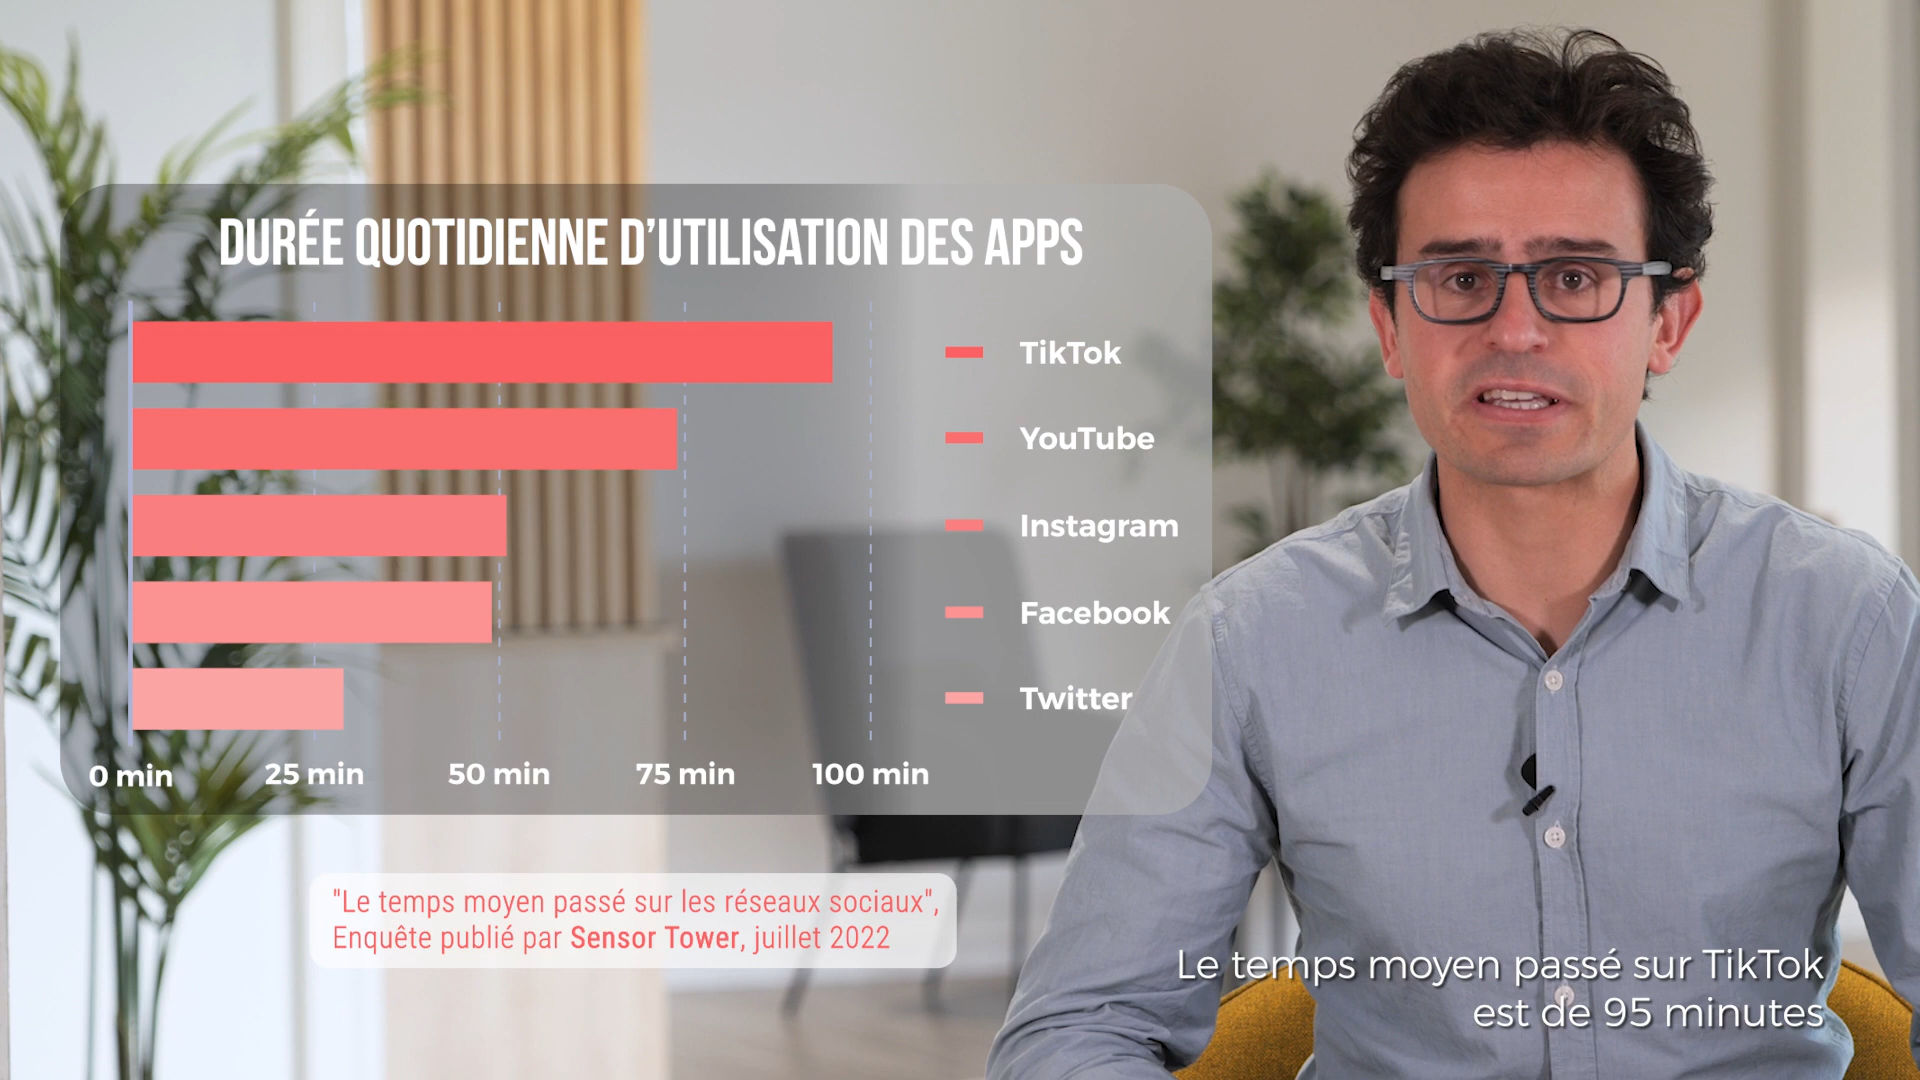 DURÉE QUOTIDIENNE D’UTILISATION DES APPS
TikTok
YouTube
Instagram
Facebook
Twitter
0 min 25 min 50 min 75 min 100 min
"Le temps moyen passé sur les réseaux sociaux",
Enquête publié par Sensor Tower, juillet 2022
Le temps moyen passé sur TikTok
est de 95 minutes